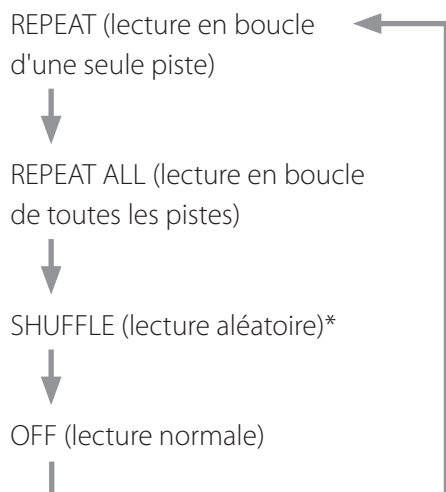 REPEAT (lecture en boucle
d'une seule piste)
REPEAT ALL (lecture en boucle
de toutes les pistes)
SHUFFLE (lecture aléatoire)*
OFF (lecture normale)